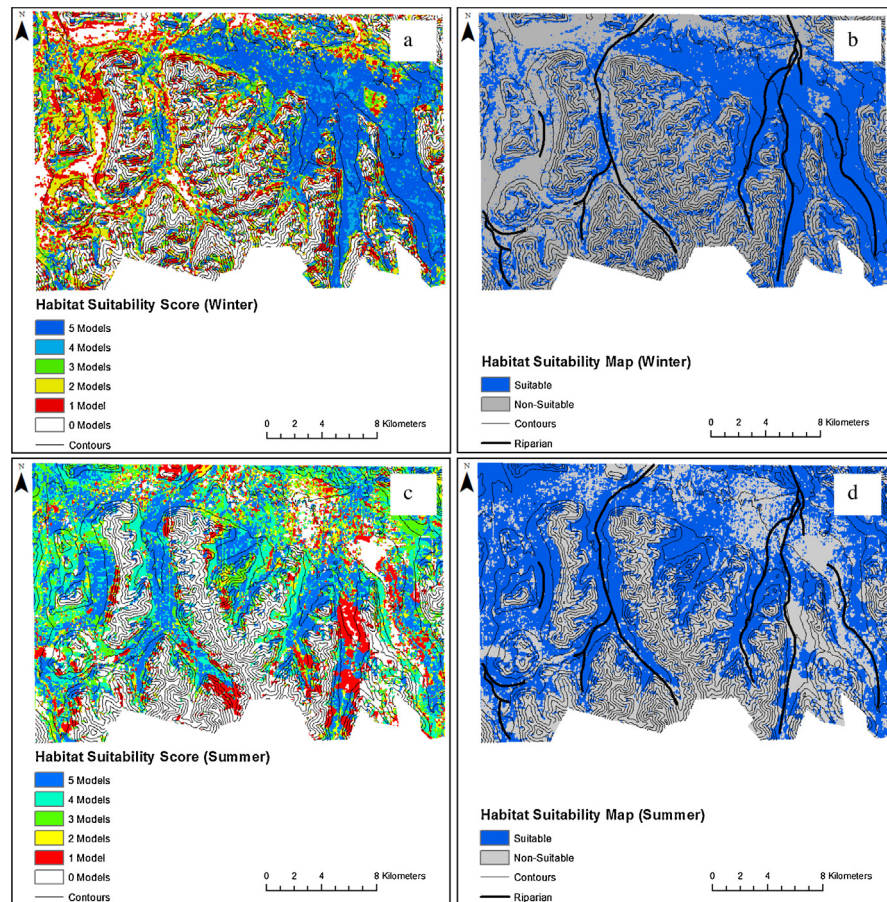 N
a
Habitat Suitability Score (Winter)
5 Models
4 Models
3 Models
2 Models
1 Model
0 Models
Contours
0 2 4 8 Kilometers
N
b
Habitat Suitability Map (Winter)
Suitable
Non-Suitable
Contours
Riparian
0 2 4 8 Kilometers
N
c
Habitat Suitability Score (Summer)
5 Models
4 Models
3 Models
2 Models
1 Model
0 Models
Contours
0 2 4 8 Kilometers
N
d
Habitat Suitability Map (Summer)
Suitable
Non-Suitable
Contours
Riparian
0 2 4 8 Kilometers